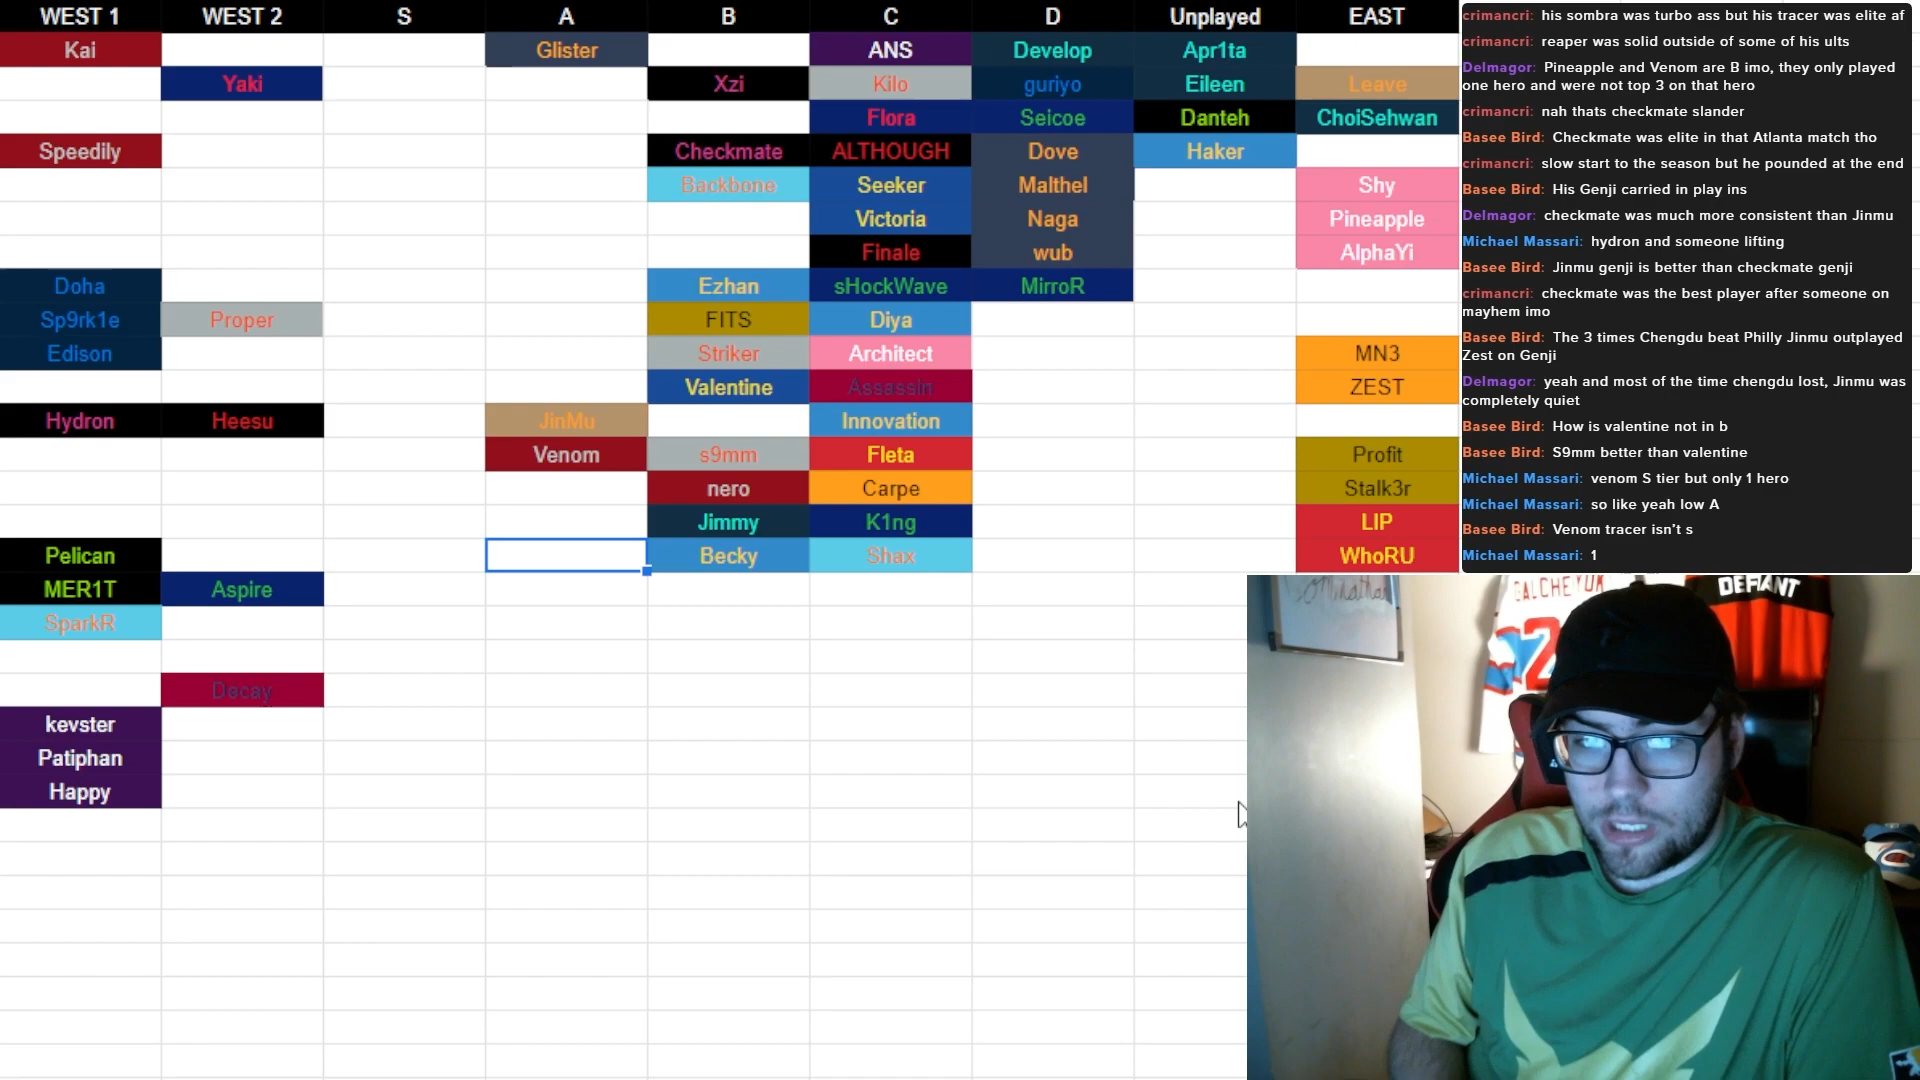 WEST 1 WEST 2 S A B C D Unplayed EAST
Kai Glister ANS Develop Apr1ta
Yaki Xzi Kilo guriyo Eileen Leave
Flora Seicoe Danteh ChoiSehwan
Speedily Checkmate ALTHOUGH Dove Haker
Backbone Seeker Malthel Shy
Victoria Naga Pineapple
Finale wub AlphaYi
Doha Ezhan sHockWave MirroR
Sp9rk1e Proper FITS Diya
Edison Striker Architect MN3
Valentine Assassin ZEST
Hydron Heesu JinMu Innovation
Venom s9mm Fleta Profit
nero Carpe Stalk3r
Jimmy K1ng LIP
Pelican Becky Shax WhoRU
MER1T Aspire
SparkR
Decay
kevster
Patiphan
Happy
crimancri: his sombra was turbo ass but his tracer was elite af
crimancri: reaper was solid outside of some of his ults
Delmagor: Pineapple and Venom are B imo, they only played
one hero and were not top 3 on that hero
crimancri: nah thats checkmate slander
Basee Bird: Checkmate was elite in that Atlanta match tho
crimancri: slow start to the season but he pounded at the end
Basee Bird: His Genji carried in play ins
Delmagor: checkmate was much more consistent than Jinmu
Michael Massari: hydron and someone lifting
Basee Bird: Jinmu genji is better than checkmate genji
crimancri: checkmate was the best player after someone on
mayhem imo
Basee Bird: The 3 times Chengdu beat Philly Jinmu outplayed
Zest on Genji
Delmagor: yeah and most of the time chengdu lost, Jinmu was
completely quiet
Basee Bird: How is valentine not in b
Basee Bird: S9mm better than valentine
Michael Massari: venom S tier but only 1 hero
Michael Massari: so like yeah low A
Basee Bird: Venom tracer isn't s
Michael Massari: 1
DEFIANT